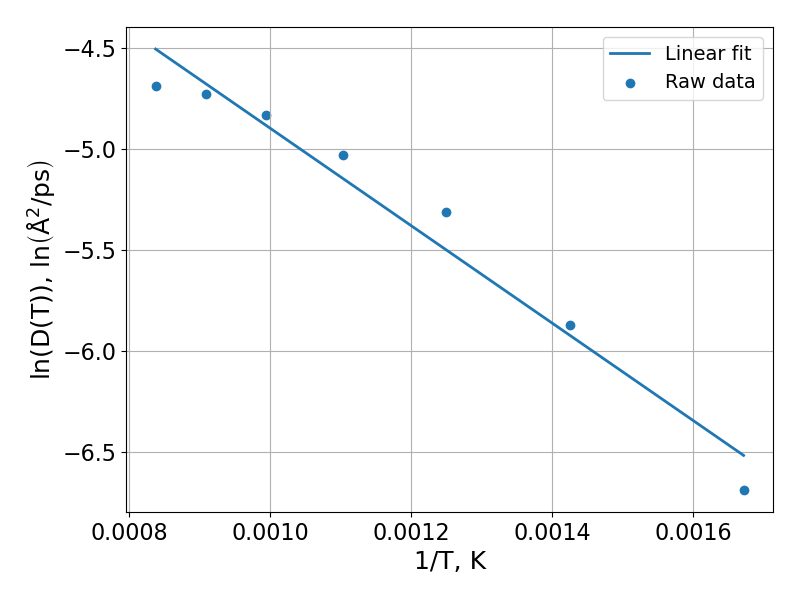 ln(D(T)), ln(Å²/ps)
−4.5
−5.0
−5.5
−6.0
−6.5
Linear fit
Raw data
0.0008 0.0010 0.0012 0.0014 0.0016
1/T, K